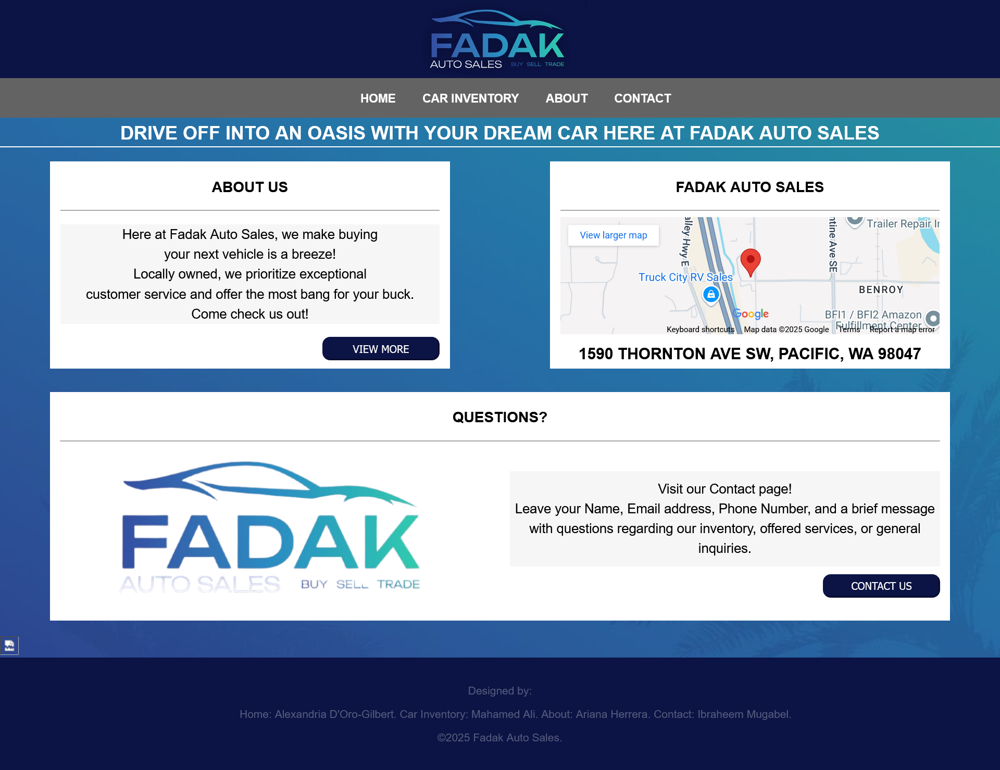 FADAK
AUTO SALES BUY SELL TRADE
HOME CAR INVENTORY ABOUT CONTACT
DRIVE OFF INTO AN OASIS WITH YOUR DREAM CAR HERE AT FADAK AUTO SALES
ABOUT US
Here at Fadak Auto Sales, we make buying
your next vehicle is a breeze!
Locally owned, we prioritize exceptional
customer service and offer the most bang for your buck.
Come check us out!
VIEW MORE
FADAK AUTO SALES
View larger map
alley Hwy E
ntine Ave SE
Trailer Repair In
Truck City RV Sales
BENROY
BFI1 / BFI2 Amazon
Fulfillment Center
Google
Keyboard shortcuts Map data ©2025 Google Terms Report a map error
1590 THORNTON AVE SW, PACIFIC, WA 98047
QUESTIONS?
FADAK
AUTO SALES BUY SELL TRADE
Visit our Contact page!
Leave your Name, Email address, Phone Number, and a brief message
with questions regarding our inventory, offered services, or general
inquiries.
CONTACT US
Designed by:
Home: Alexandria D'Oro-Gilbert. Car Inventory: Mahamed Ali. About: Ariana Herrera. Contact: Ibraheem Mugabel.
©2025 Fadak Auto Sales.